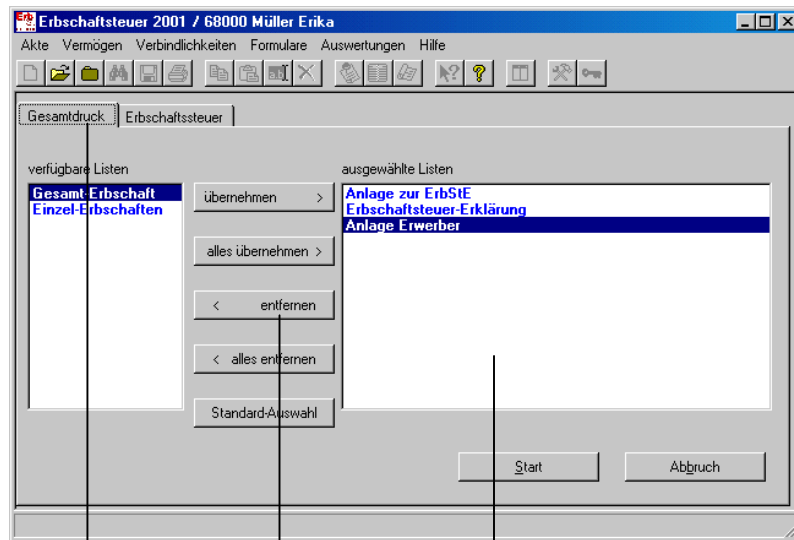 Erbschaftsteuer 2001 / 68000 Müller Erika
Akte Vermögen Verbindlichkeiten Formulare Auswertungen Hilfe
Gesamtdruck Erbschaftssteuer
verfügbare Listen ausgewählte Listen
Gesamt-Erbschaft
Einzel-Erbschaften
übernehmen >
alles übernehmen >
< entfernen
< alles entfernen
Standard-Auswahl
Anlage zur ErbStE
Erbschaftsteuer-Erklärung
Anlage Erwerber
Start Abbruch